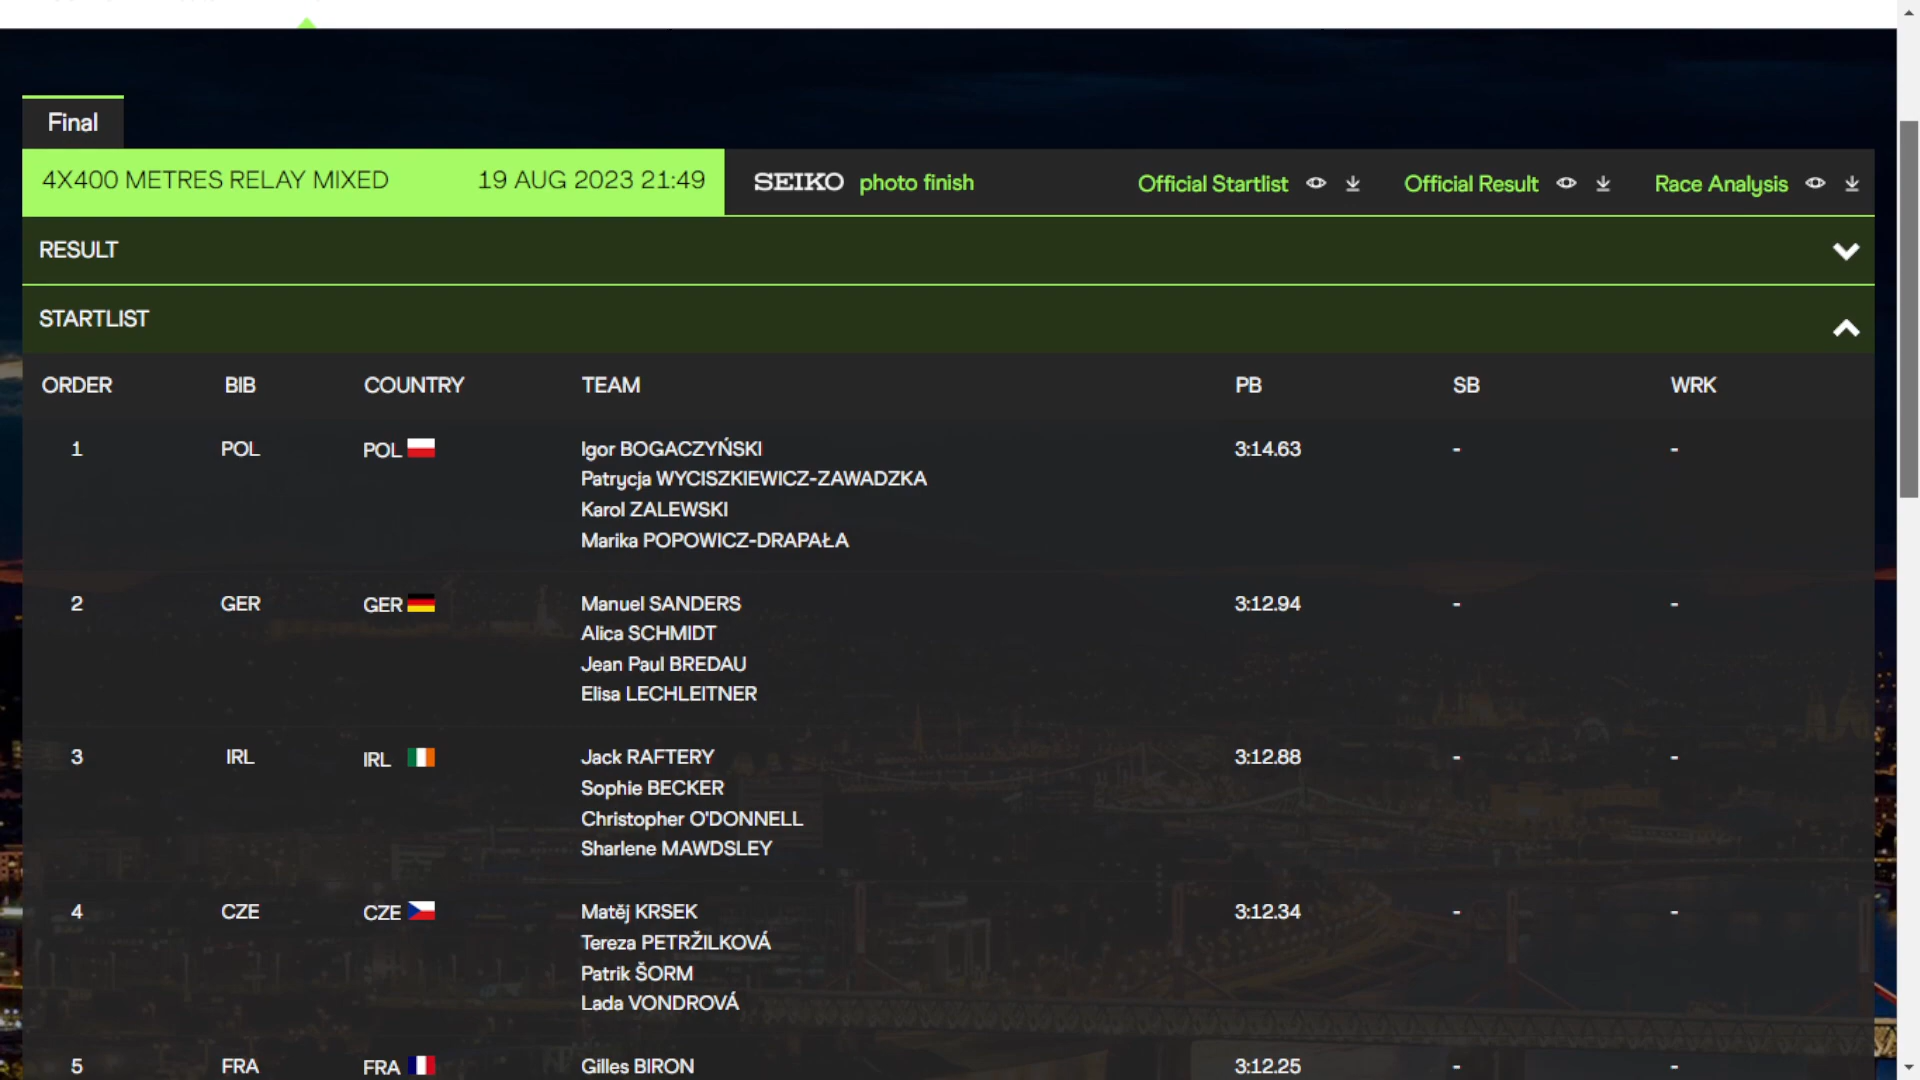 Final
4X400 METRES RELAY MIXED 19 AUG 2023 21:49 SEIKO photo finish Official Startlist Official Result Race Analysis
RESULT
STARTLIST
ORDER BIB COUNTRY TEAM PB SB WRK
1 POL POL Igor BOGACZYŃSKI 3:14.63 - -
Patrycja WYCISZKIEWICZ-ZAWADZKA
Karol ZALEWSKI
Marika POPOWICZ-DRAPAŁA
2 GER GER Manuel SANDERS 3:12.94 - -
Alica SCHMIDT
Jean Paul BREDAU
Elisa LECHLEITNER
3 IRL IRL Jack RAFTERY 3:12.88 - -
Sophie BECKER
Christopher O'DONNELL
Sharlene MAWDSLEY
4 CZE CZE Matěj KRSEK 3:12.34 - -
Tereza PETRŽILKOVÁ
Patrik ŠORM
Lada VONDROVÁ
5 FRA FRA Gilles BIRON 3:12.25 - -